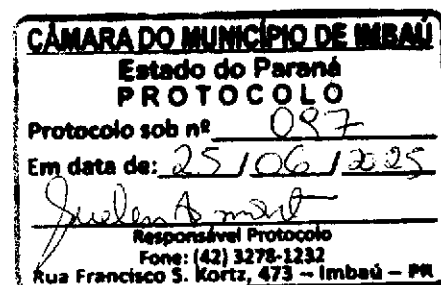 CÂMARA DO MUNICÍPIO DE IMBAÚ
Estado do Paraná
PROTOCOLO
Protocolo sob nº 097
Em data de: 25 / 06 / 2025
Responsável Protocolo
Fone: (42) 3278-1232
Rua Francisco S. Kortz, 473 – Imbaú – PR